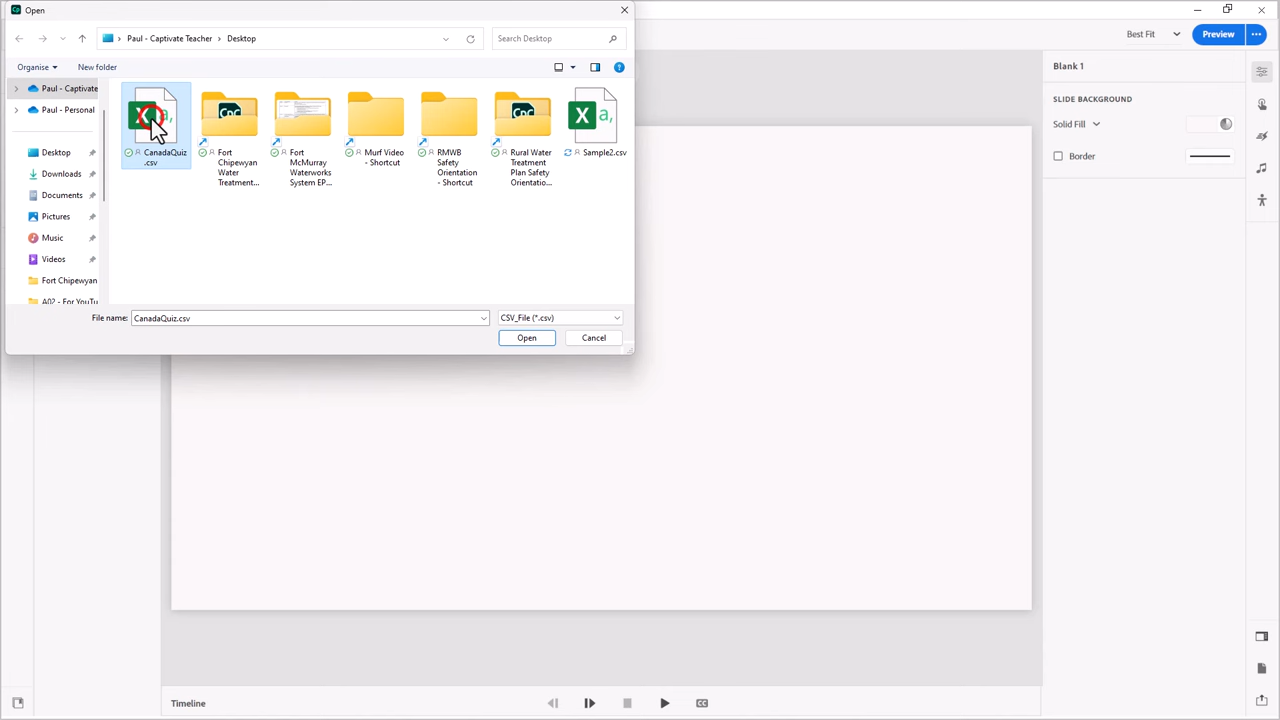 Cp Open
Paul - Captivate Teacher > Desktop
Search Desktop
Best Fit
Preview
Organise
New folder
Paul - Captivate
Paul - Personal
Desktop
Downloads
Documents
Pictures
Music
Videos
Fort Chipewyan
A02 - For YouTu
CanadaQuiz
.csv
Fort
Chipewyan
Water
Treatment...
Fort
McMurray
Waterworks
System EP...
Murf Video
- Shortcut
RMWB
Safety
Orientation
- Shortcut
Rural Water
Treatment
Plan Safety
Orientatio...
Sample2.csv
File name:
CanadaQuiz.csv
CSV_File (*.csv)
Open
Cancel
Blank 1
SLIDE BACKGROUND
Solid Fill
Border
Timeline
CC